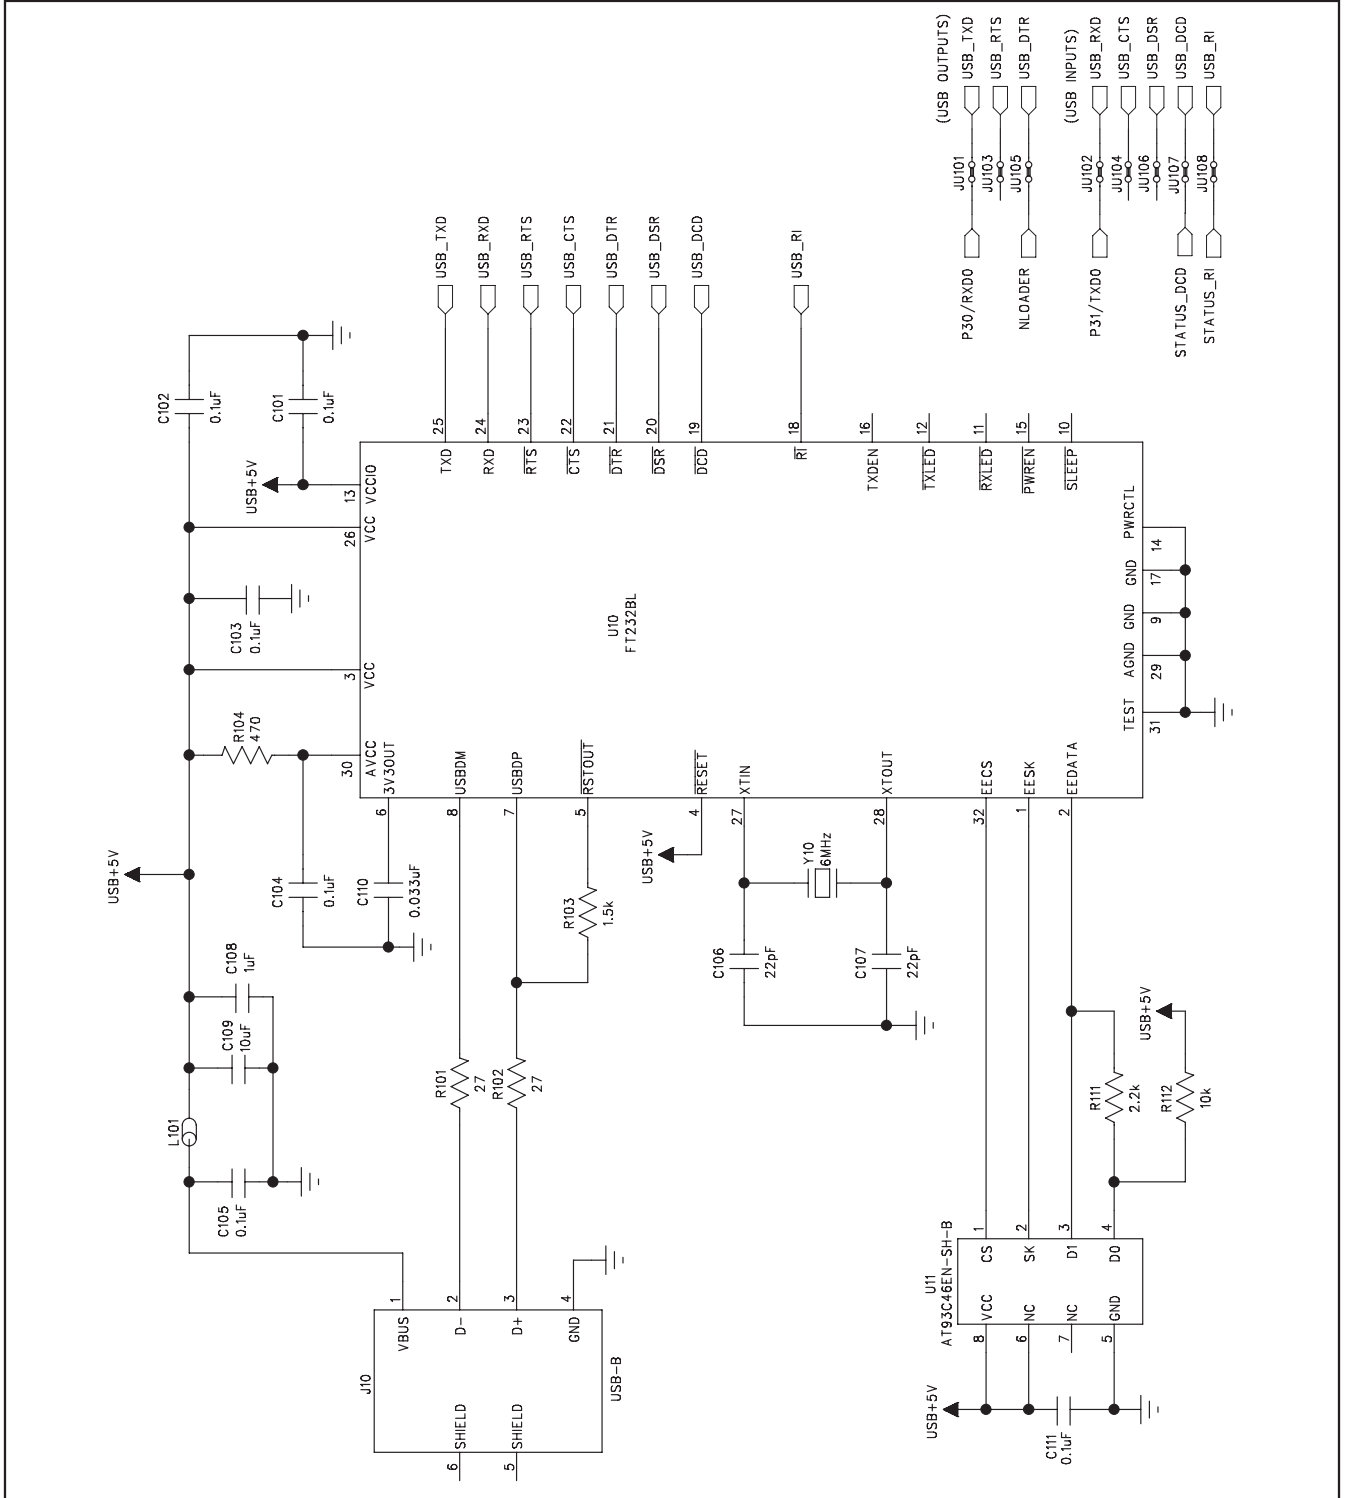 (USB OUTPUTS)
USB_TXD
USB_RTS
USB_DTR
(USB INPUTS)
USB_RXD
USB_CTS
USB_DSR
USB_DCD
USB_RI
JU101
JU103
JU105
JU102
JU104
JU106
JU107
JU108
P30/RXD0
NLOADER
P31/TXD0
STATUS_DCD
STATUS_RI
USB_TXD
USB_RXD
USB_RTS
USB_CTS
USB_DTR
USB_DSR
USB_DCD
USB_RI
25
24
23
22
21
20
19
18
16
12
11
15
10
TXD
RXD
RTS
CTS
DTR
DSR
DCD
RI
TXDEN
TXLED
RXLED
PWREN
SLEEP
C102
0.1uF
C101
0.1uF
USB+5V
13
VCCIO
26
VCC
C103
0.1uF
3
VCC
R104
470
30
AVCC
U10
FT232BL
PWRCTL
14
GND
17
GND
9
AGND
29
TEST
31
3V3OUT
USBDM
USBDP
RSTOUT
RESET
XTIN
XTOUT
EECS
EESK
EEDATA
6
8
7
5
4
27
28
32
1
2
USB+5V
C104
0.1uF
C110
0.033uF
R103
1.5k
USB+5V
Y10
6MHz
C106
22pF
C107
22pF
C108
1uF
C109
10uF
L101
C105
0.1uF
R101
27
R102
27
USB+5V
R111
2.2k
R112
10k
J10
USB-B
1
VBUS
2
D-
3
D+
4
GND
SHIELD
6
SHIELD
5
U11
AT93C46EN-SH-B
1
CS
2
SK
3
D1
4
D0
VCC
8
NC
6
NC
7
GND
5
USB+5V
C111
0.1uF